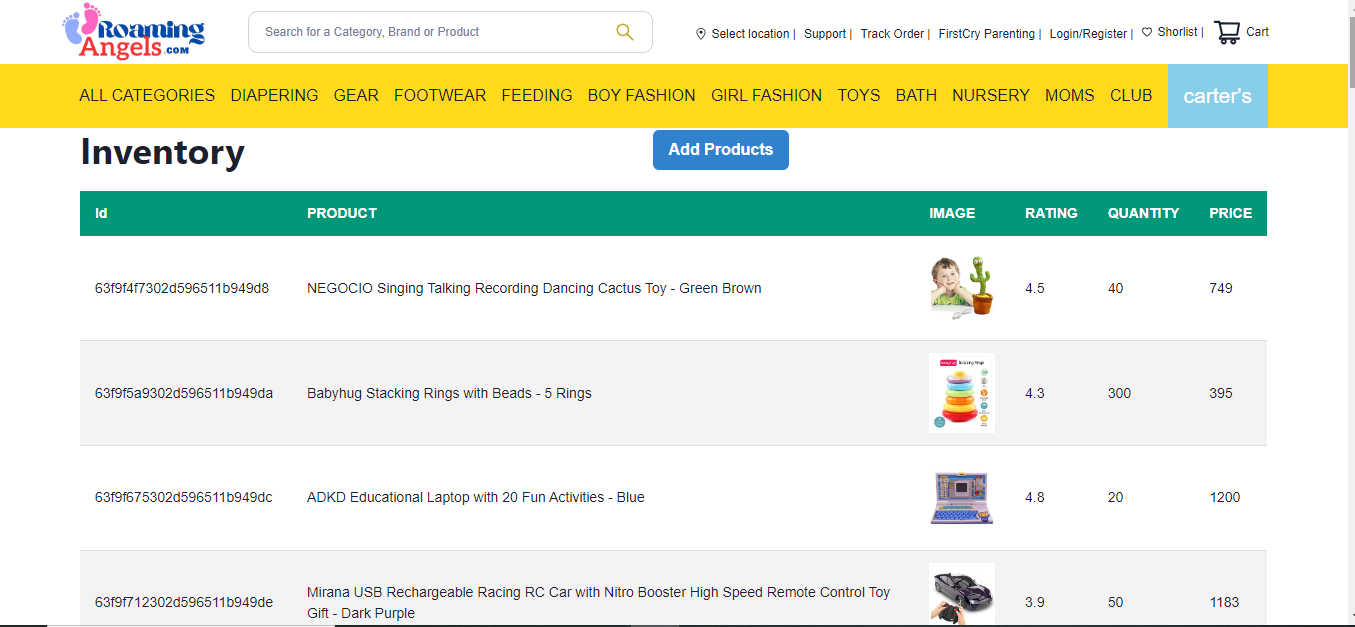 Roaming
Angels.com
Search for a Category, Brand or Product
Select location | Support | Track Order | FirstCry Parenting | Login/Register | Shorlist | Cart
ALL CATEGORIES DIAPERING GEAR FOOTWEAR FEEDING BOY FASHION GIRL FASHION TOYS BATH NURSERY MOMS CLUB carter's
Inventory
Add Products
Id PRODUCT IMAGE RATING QUANTITY PRICE
63f9f4f7302d596511b949d8 NEGOCIO Singing Talking Recording Dancing Cactus Toy - Green Brown 4.5 40 749
Stacking Rings
63f9f5a9302d596511b949da Babyhug Stacking Rings with Beads - 5 Rings 4.3 300 395
63f9f675302d596511b949dc ADKD Educational Laptop with 20 Fun Activities - Blue 4.8 20 1200
63f9f712302d596511b949de Mirana USB Rechargeable Racing RC Car with Nitro Booster High Speed Remote Control Toy 3.9 50 1183
Gift - Dark Purple